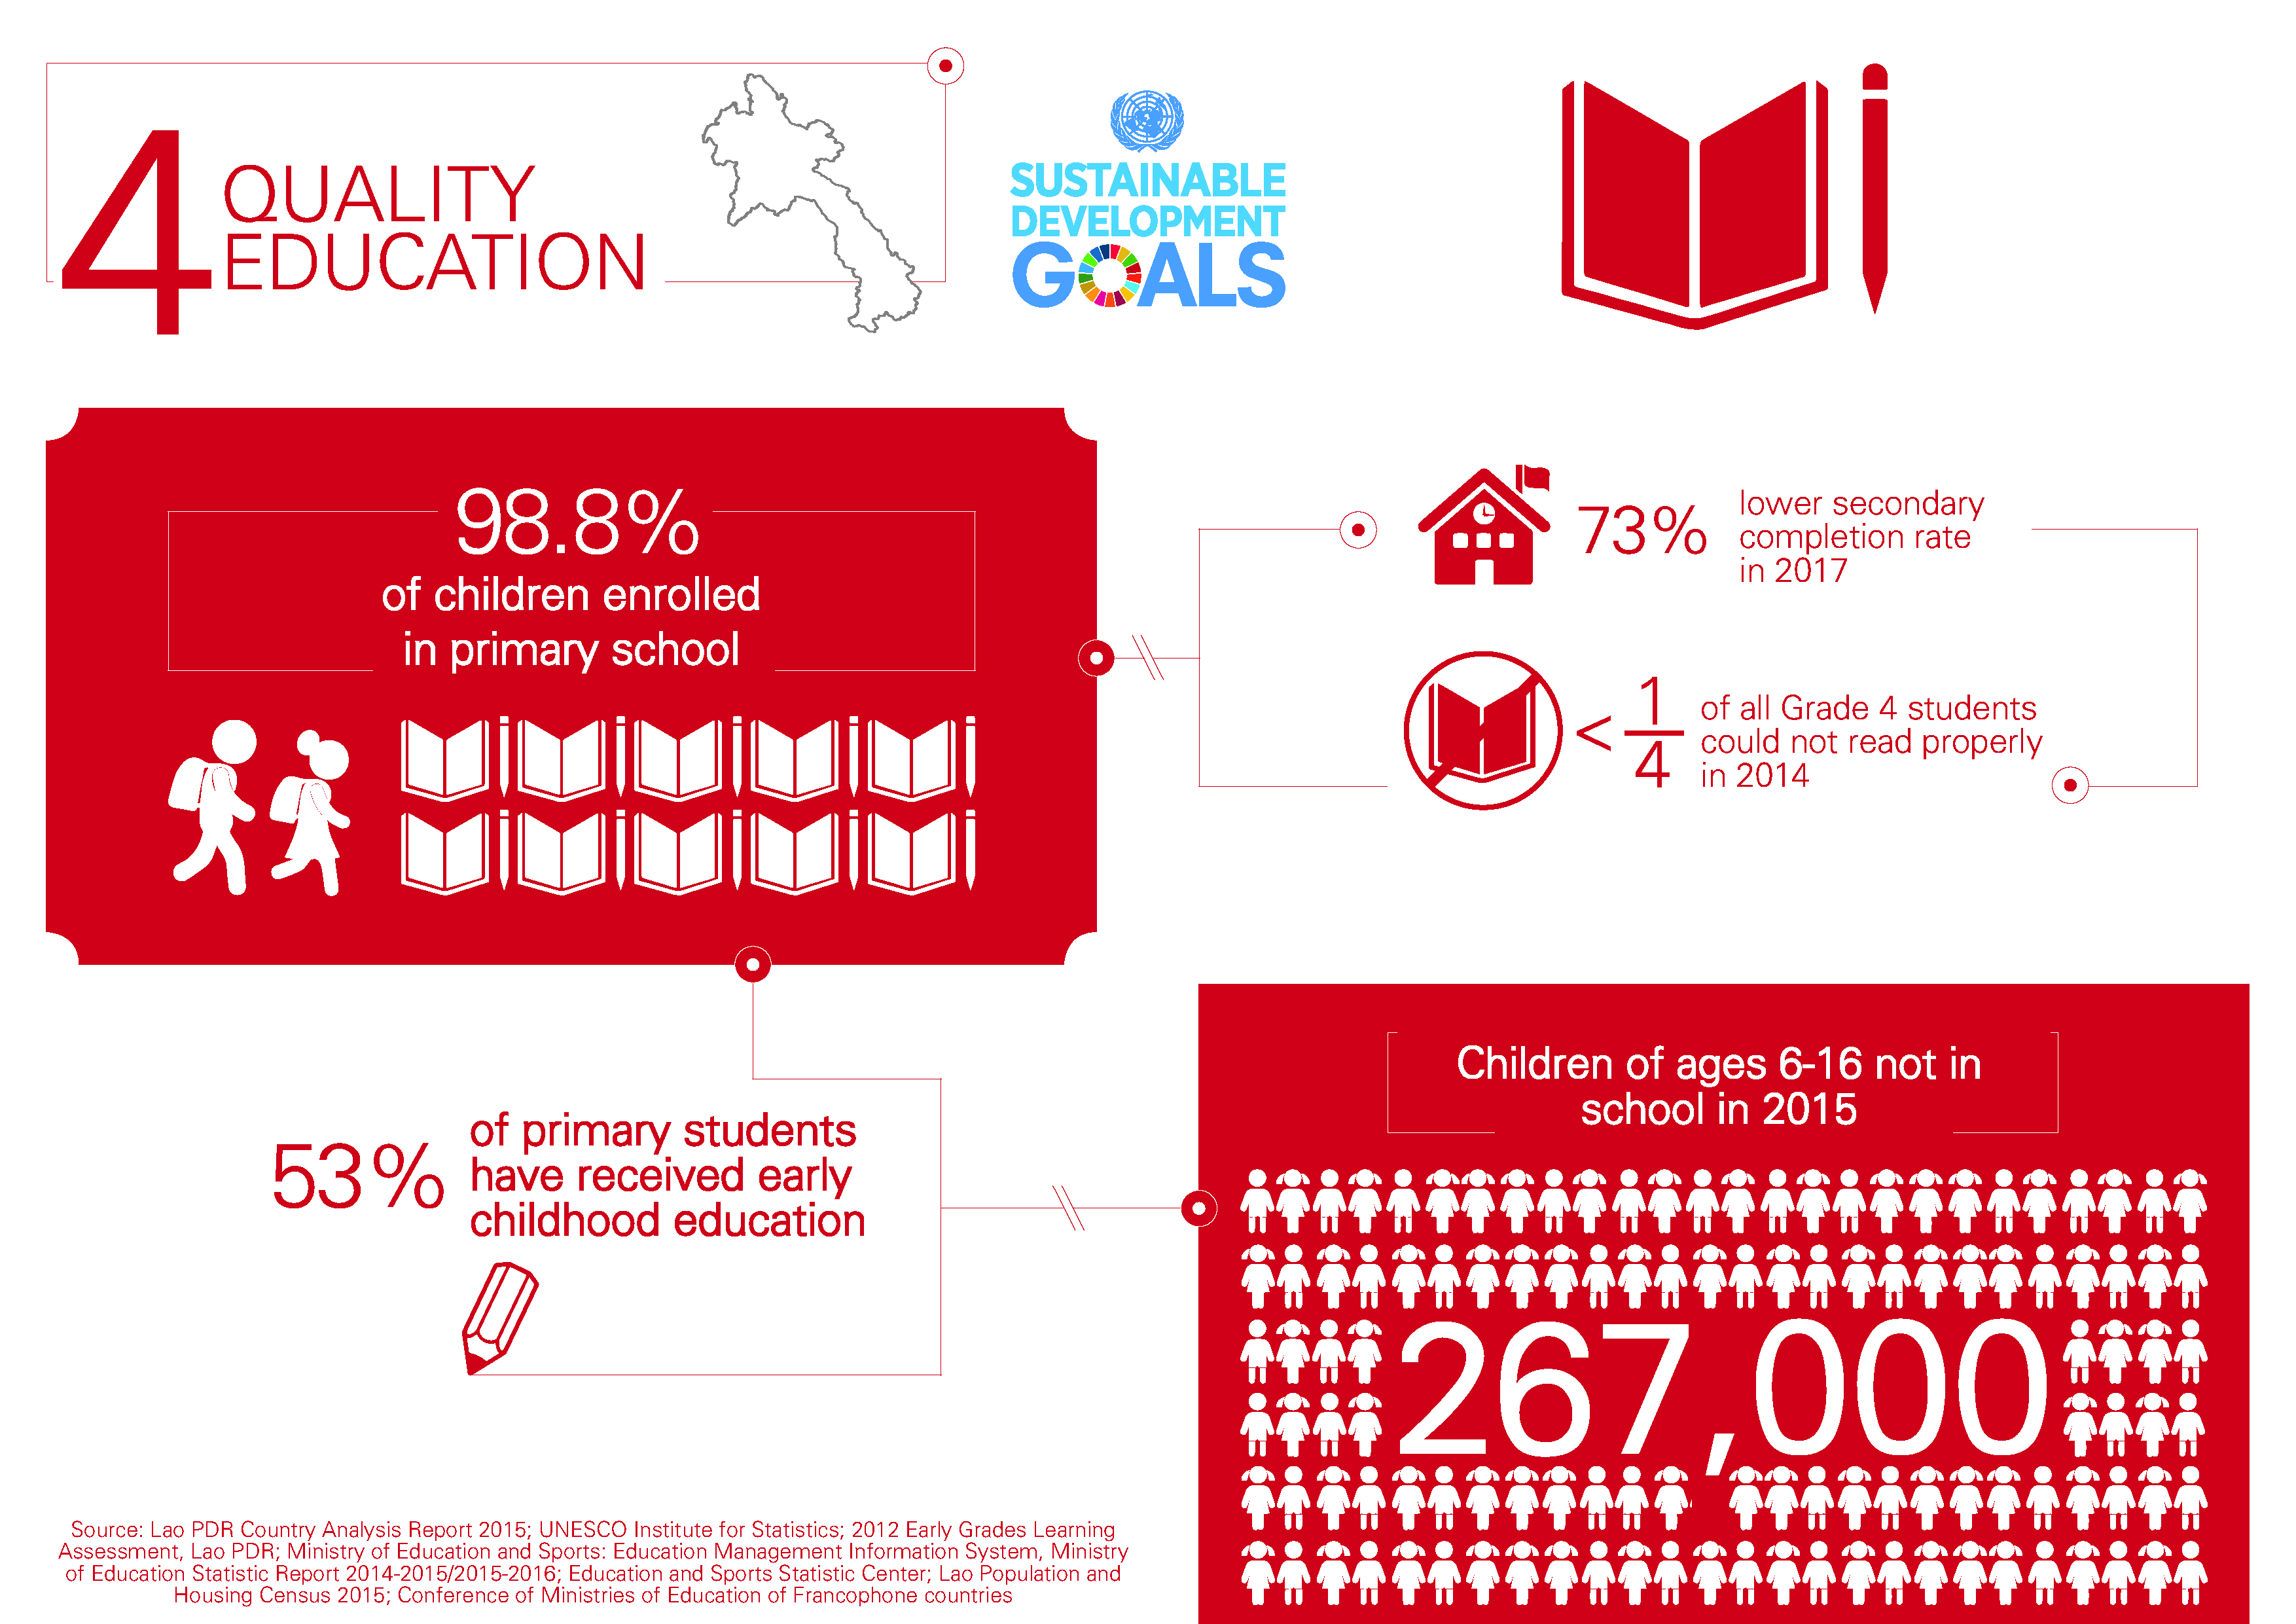 4
QUALITY
EDUCATION
SUSTAINABLE
DEVELOPMENT
GOALS
98.8%
of children enrolled
in primary school
73%
lower secondary
completion rate
in 2017
< 1/4
of all Grade 4 students
could not read properly
in 2014
53%
of primary students
have received early
childhood education
Children of ages 6-16 not in
school in 2015
267,000
Source: Lao PDR Country Analysis Report 2015; UNESCO Institute for Statistics; 2012 Early Grades Learning
Assessment, Lao PDR; Ministry of Education and Sports: Education Management Information System, Ministry
of Education Statistic Report 2014-2015/2015-2016; Education and Sports Statistic Center; Lao Population and
Housing Census 2015; Conference of Ministries of Education of Francophone countries